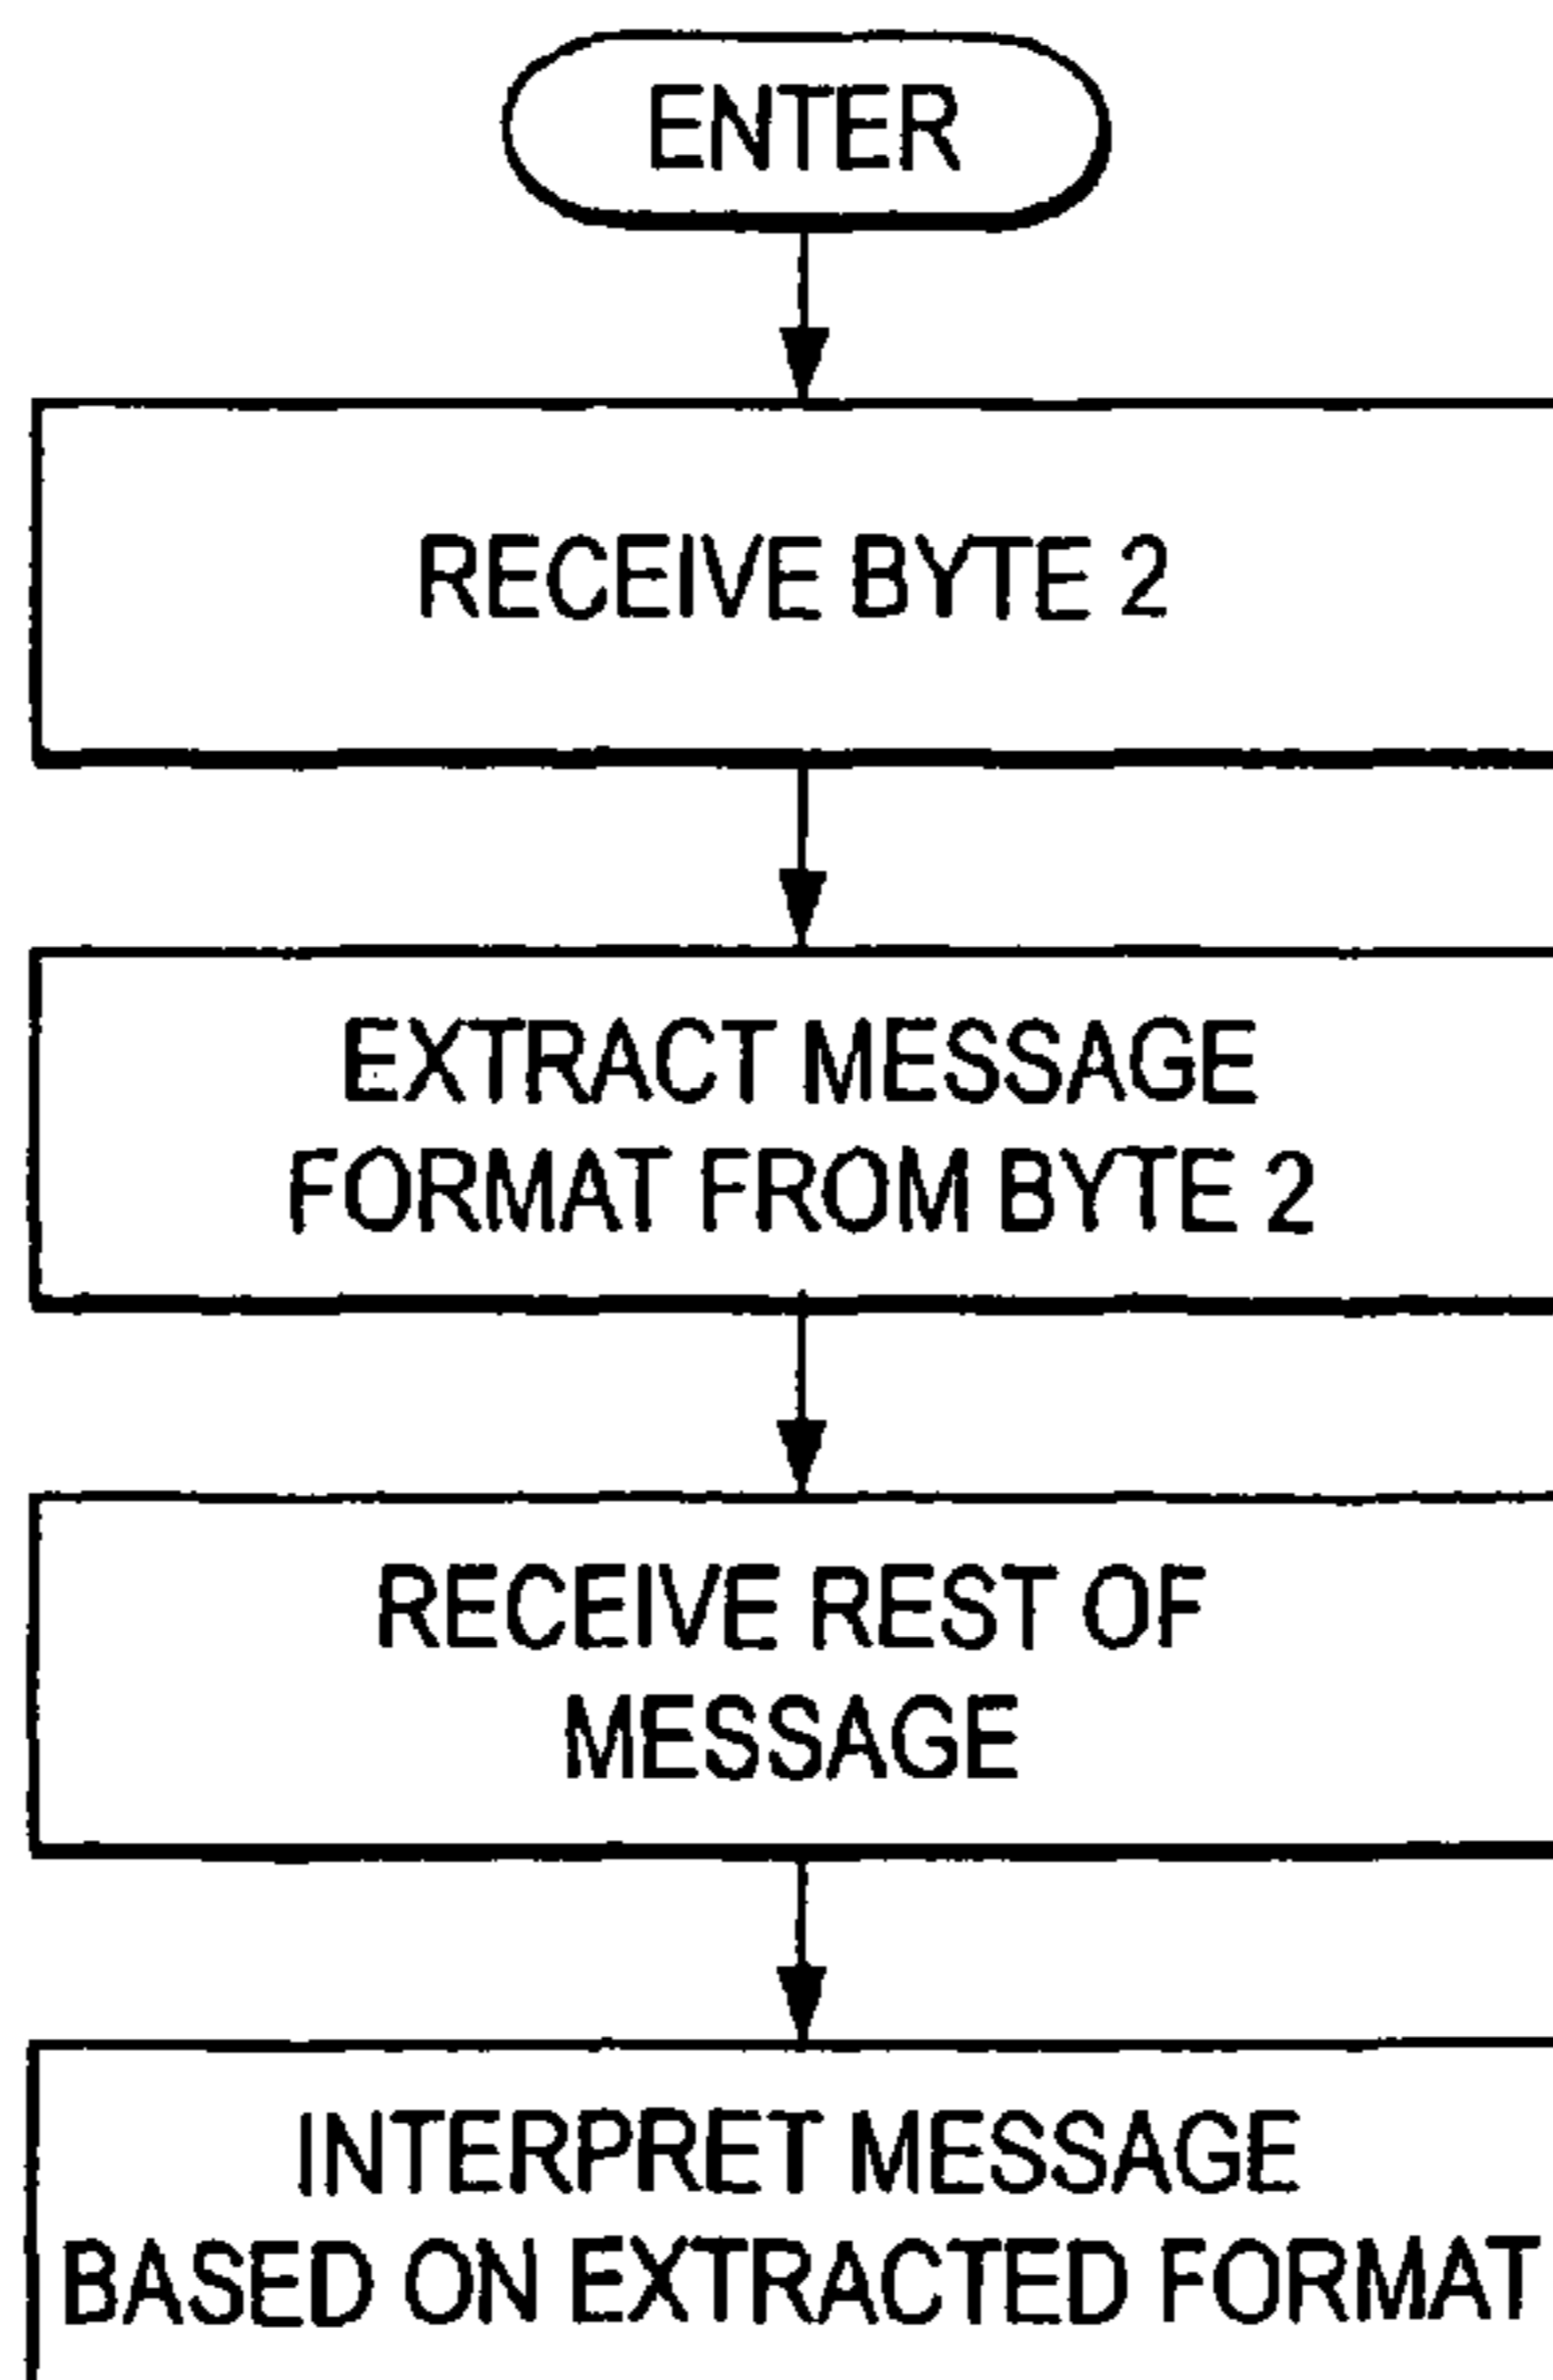 ENTER
RECEIVE BYTE 2
EXTRACT MESSAGE
FORMAT FROM BYTE 2
RECEIVE REST OF
MESSAGE
INTERPRET MESSAGE
BASED ON EXTRACTED FORMAT